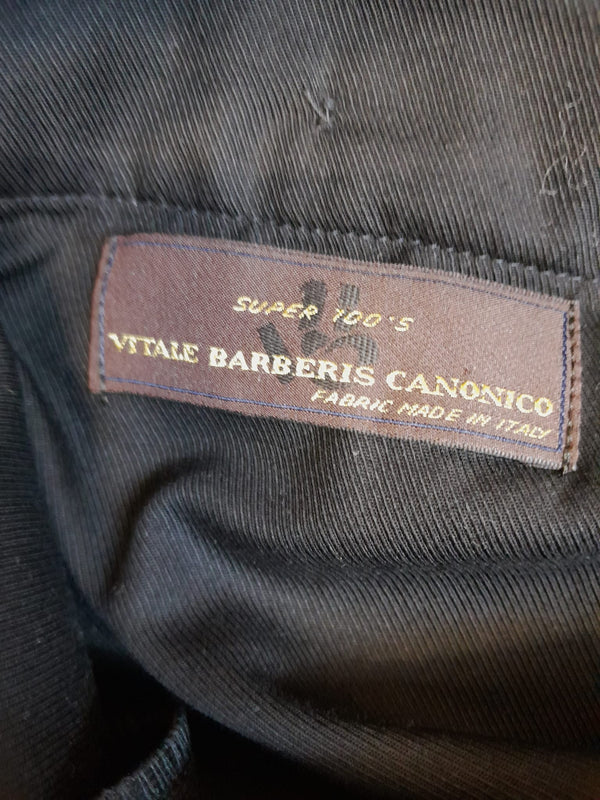 SUPER 100'S
VITALE BARBERIS CANONICO
FABRIC MADE IN ITALY